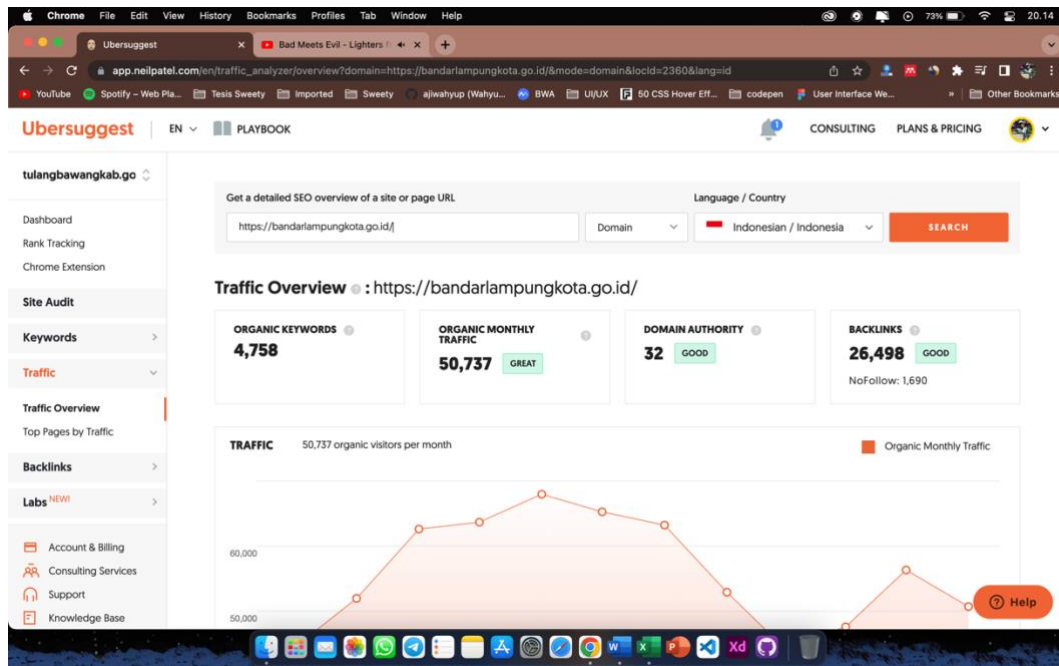 Chrome File Edit View History Bookmarks Profiles Tab Window Help 73% 20.14
Ubersuggest Bad Meets Evil - Lighters
app.neilpatel.com/en/traffic_analyzer/overview?domain=https://bandarlampungkota.go.id/&mode=domain&locId=2360&lang=id
YouTube Spotify – Web Pla... Tesis Sweety Imported Sweety ajiwahyup (Wahyu... BWA UI/UX 50 CSS Hover Eff... codepen User Interface We... » Other Bookmarks
Ubersuggest EN PLAYBOOK 1 CONSULTING PLANS & PRICING
tulangbawangkab.go
Get a detailed SEO overview of a site or page URL Language / Country
https://bandarlampungkota.go.id/ Domain Indonesian / Indonesia SEARCH
Dashboard
Rank Tracking
Chrome Extension
Site Audit
Keywords
Traffic
Traffic Overview
Top Pages by Traffic
Backlinks
Labs NEW!
Account & Billing
Consulting Services
Support
Knowledge Base
Traffic Overview : https://bandarlampungkota.go.id/
ORGANIC KEYWORDS
4,758
ORGANIC MONTHLY
TRAFFIC
50,737 GREAT
DOMAIN AUTHORITY
32 GOOD
BACKLINKS
26,498 GOOD
NoFollow: 1,690
TRAFFIC 50,737 organic visitors per month Organic Monthly Traffic
60,000
50,000
Help
W X P Xd